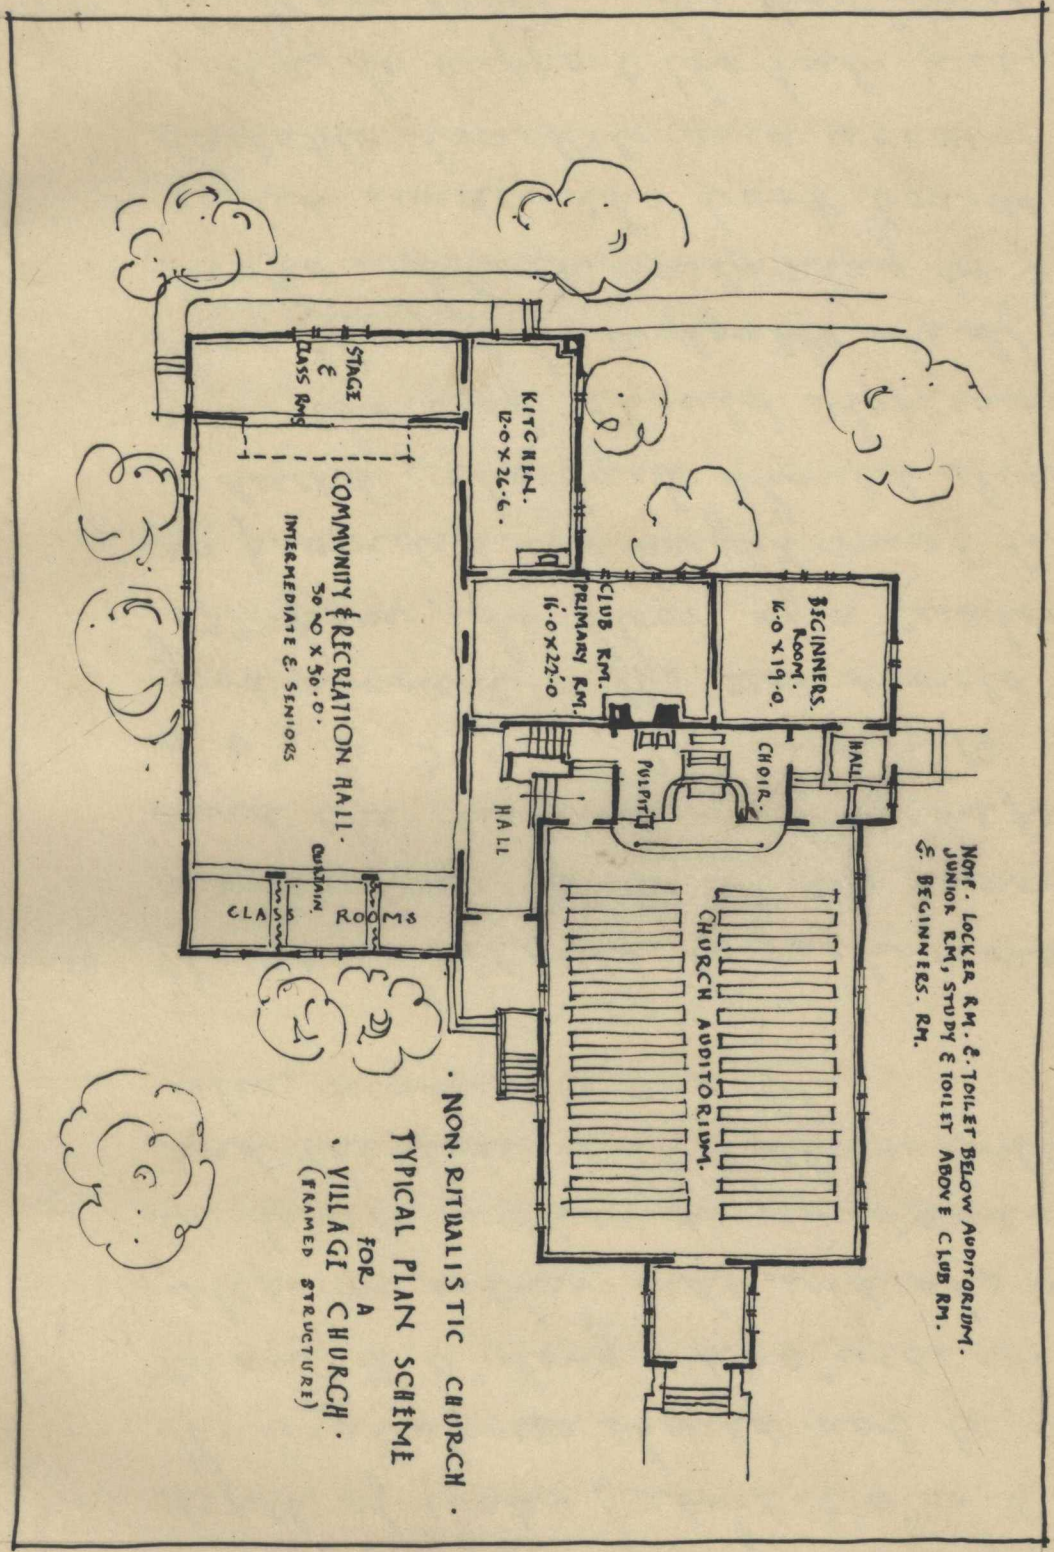 NOTE. LOCKER RM. &. TOILET BELOW AUDITORIUM.
JUNIOR RM, STUDY & TOILET ABOVE CLUB RM.
&. BEGINNERS. RM.
BEGINNERS.
ROOM.
16.0 X 19.0.
HALL
CHOIR.
PULPIT
CHURCH AUDITORIUM.
CLUB RM.
PRIMARY RM.
16.0 X 22.0
KITCHEN.
12.0 X 26.6.
HALL
STAGE
&
CLASS RMS
COMMUNITY & RECREATION HALL.
30.0 X 50.0.
INTERMEDIATE & SENIORS
CURTAIN.
CLASS ROOMS
. NON.RITUALISTIC CHURCH .
TYPICAL PLAN SCHEME
FOR A
. VILLAGE CHURCH .
(FRAMED STRUCTURE)